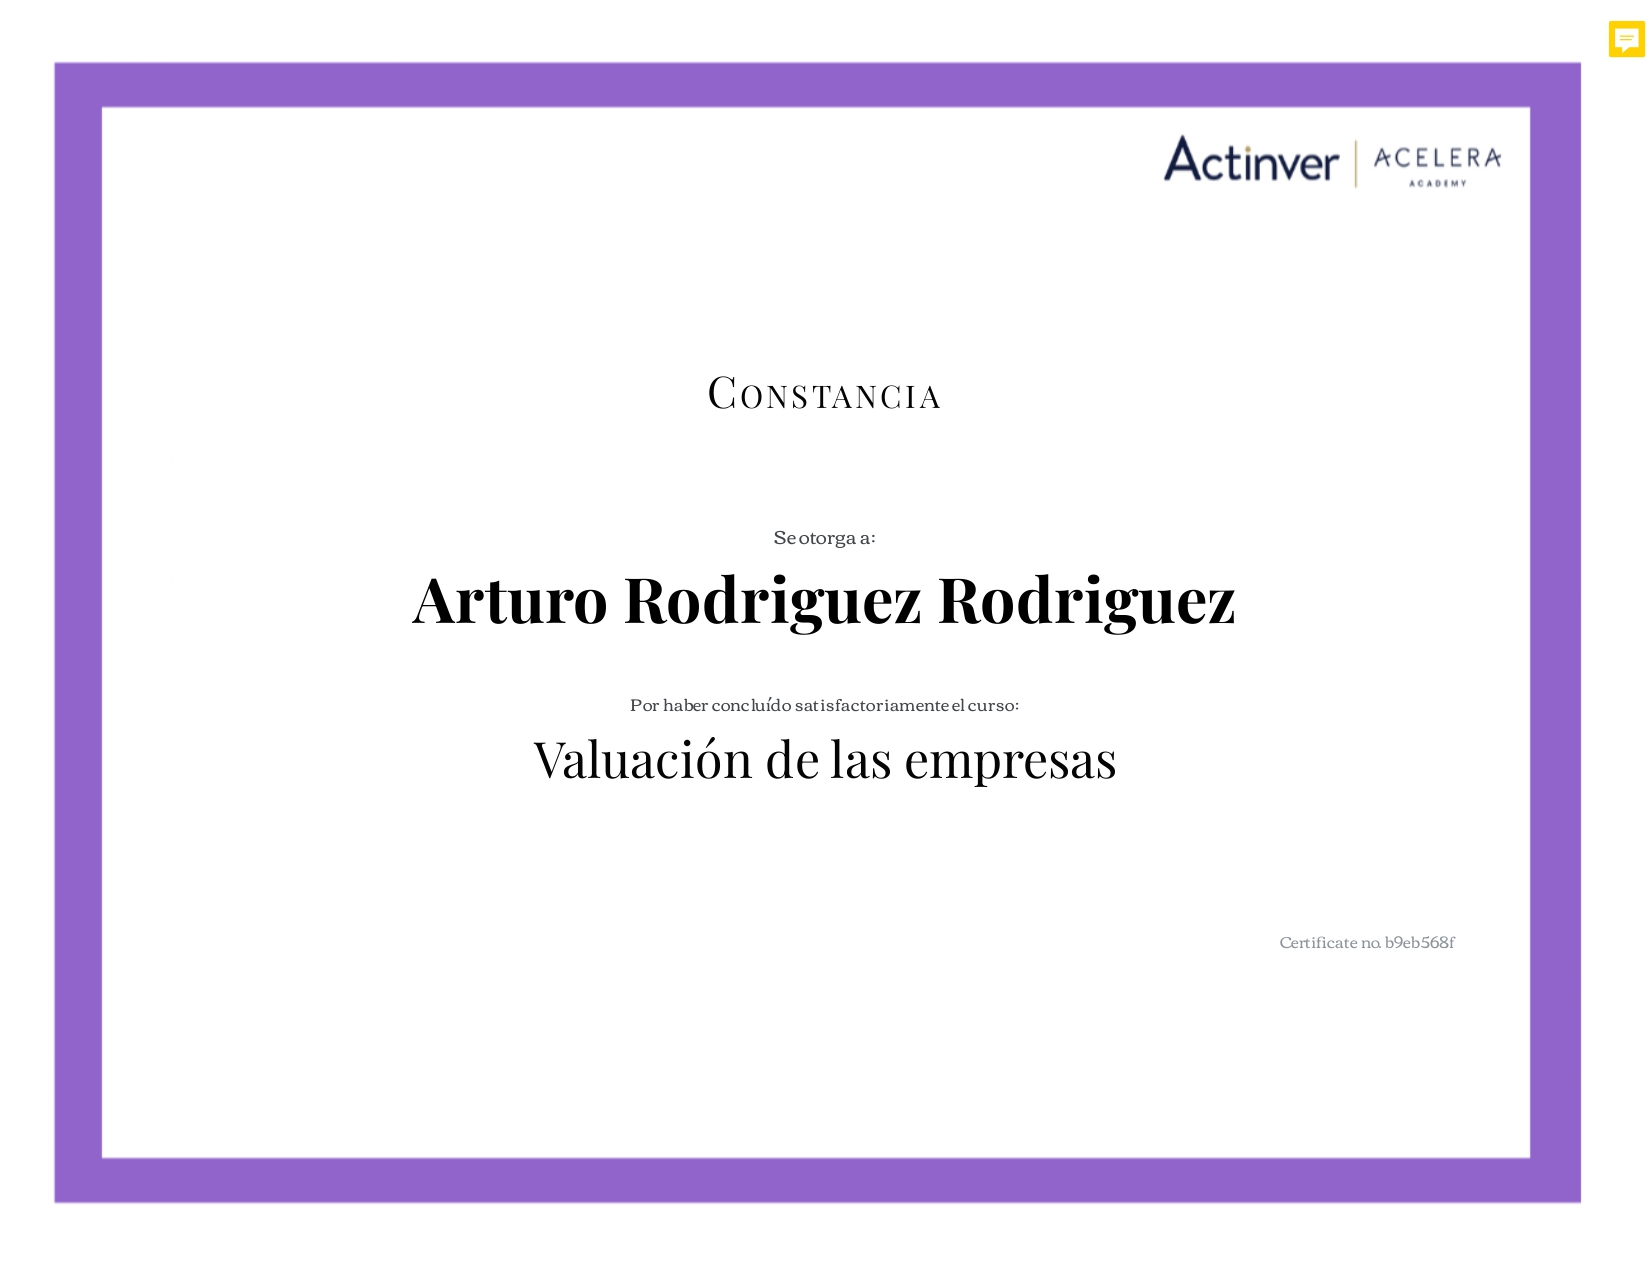 Actinver | ACELERA
ACADEMY
CONSTANCIA
Se otorga a:
Arturo Rodriguez Rodriguez
Por haber concluído satisfactoriamente el curso:
Valuación de las empresas
Certificate no. b9eb568f